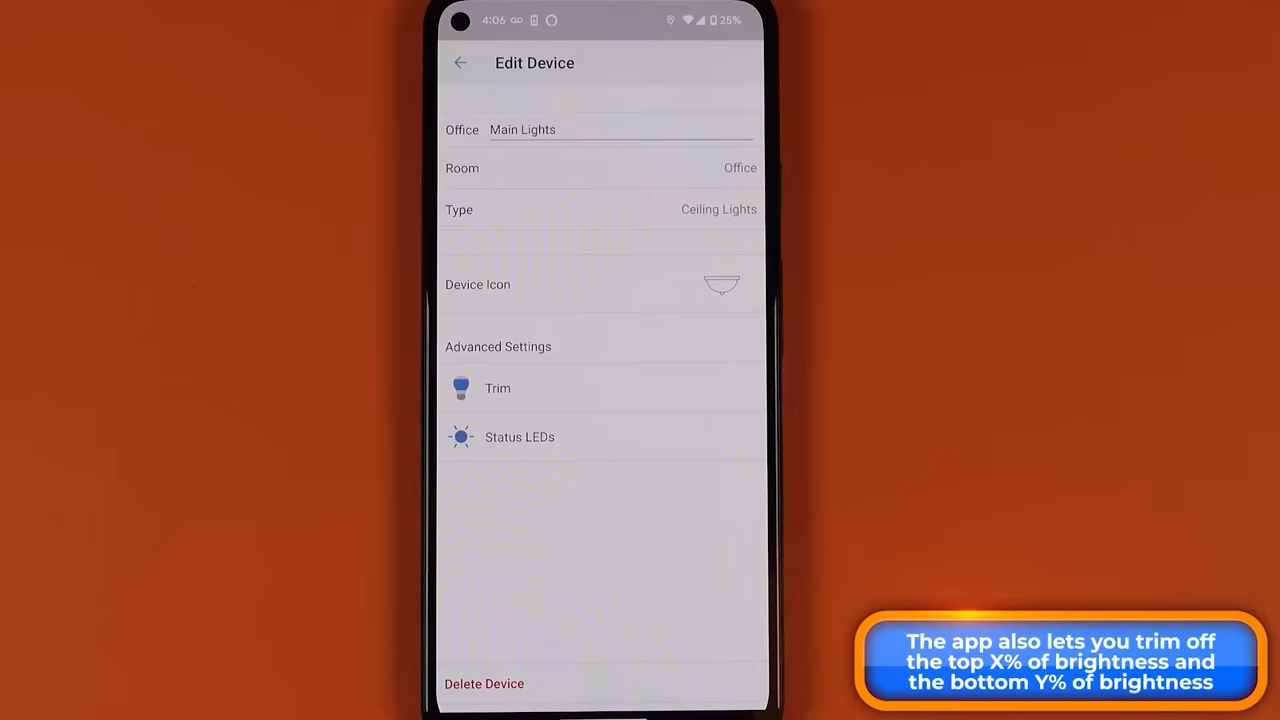 4:06 25%
Edit Device
Office Main Lights
Room Office
Type Ceiling Lights
Device Icon
Advanced Settings
Trim
Status LEDs
Delete Device
The app also lets you trim off
the top X% of brightness and
the bottom Y% of brightness